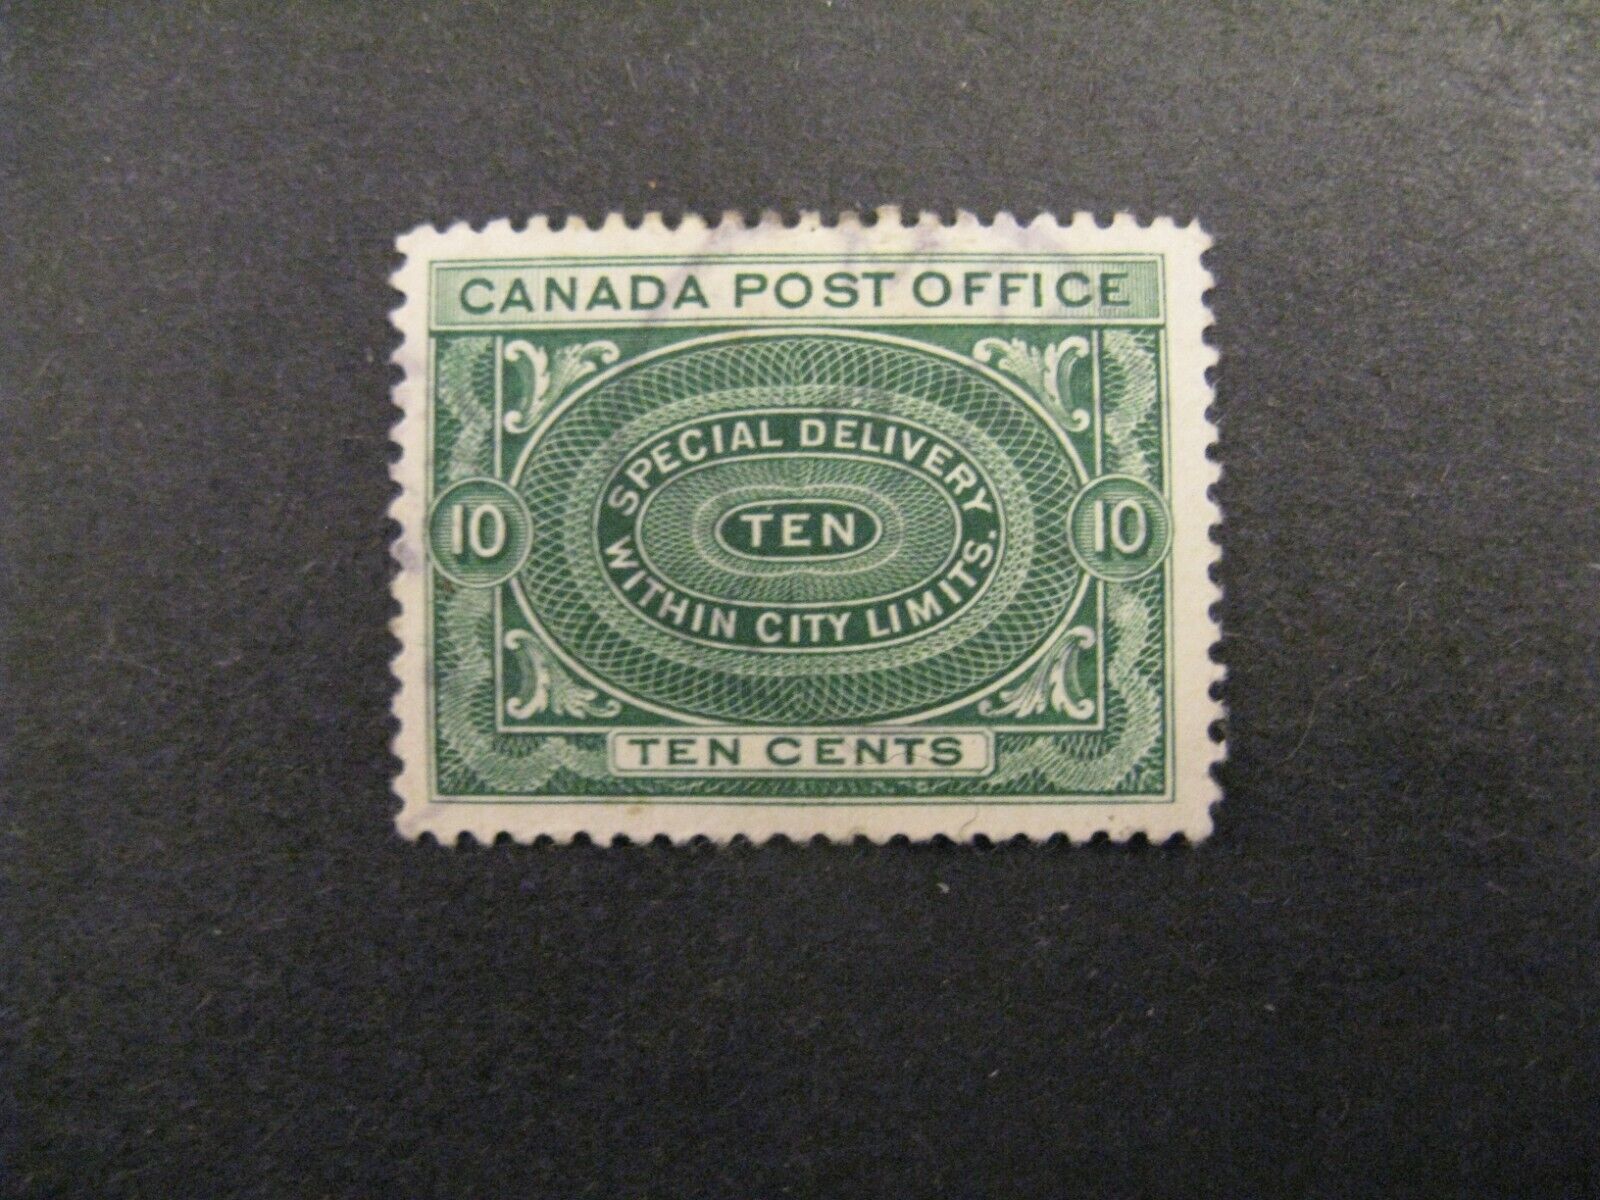 CANADA POST OFFICE
SPECIAL DELIVERY
10 TEN 10
WITHIN CITY LIMITS.
TEN CENTS